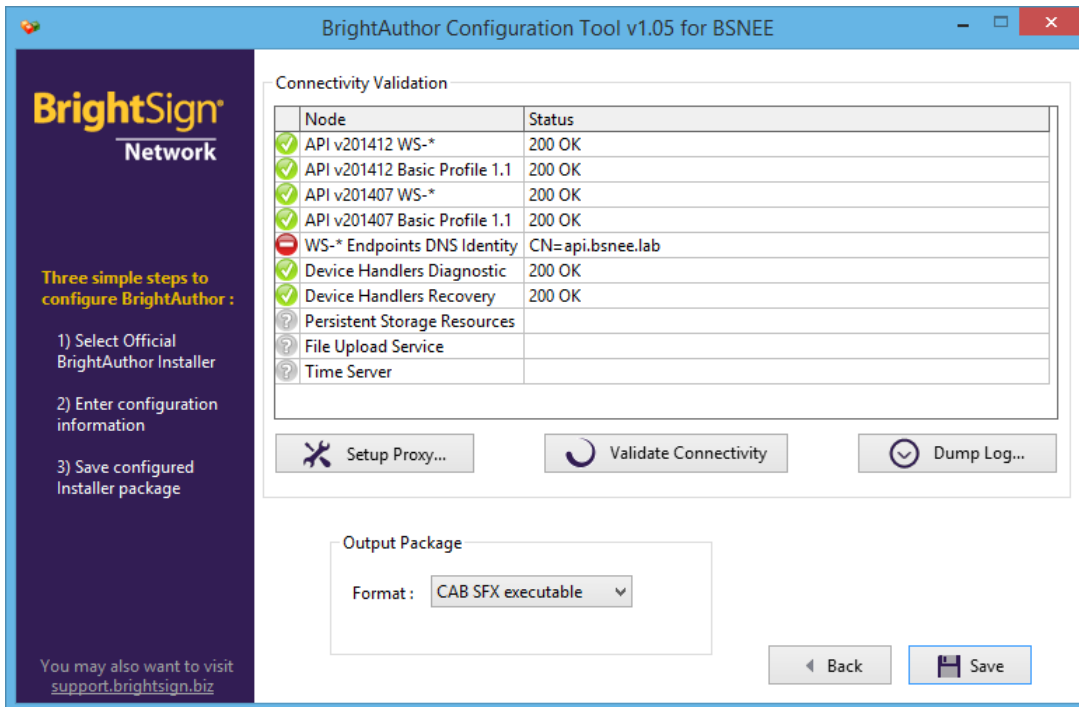 BrightAuthor Configuration Tool v1.05 for BSNEE
BrightSign
Network
Three simple steps to
configure BrightAuthor :
1) Select Official
BrightAuthor Installer
2) Enter configuration
information
3) Save configured
Installer package
You may also want to visit
support.brightsign.biz
Connectivity Validation
Node Status
API v201412 WS-* 200 OK
API v201412 Basic Profile 1.1 200 OK
API v201407 WS-* 200 OK
API v201407 Basic Profile 1.1 200 OK
WS-* Endpoints DNS Identity CN=api.bsnee.lab
Device Handlers Diagnostic 200 OK
Device Handlers Recovery 200 OK
Persistent Storage Resources
File Upload Service
Time Server
Setup Proxy... Validate Connectivity Dump Log...
Output Package
Format : CAB SFX executable
Back Save